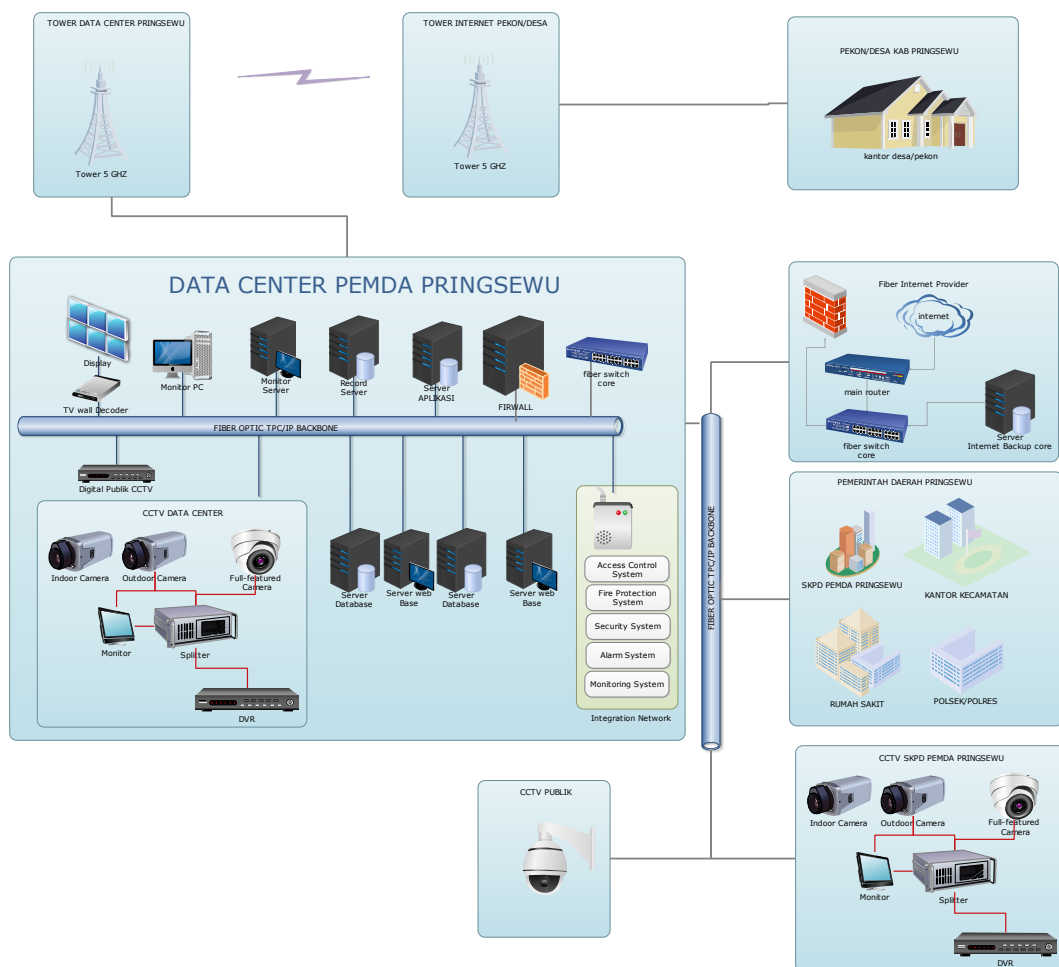 TOWER DATA CENTER PRINGSEWU
Tower 5 GHZ
TOWER INTERNET PEKON/DESA
Tower 5 GHZ
PEKON/DESA KAB PRINGSEWU
kantor desa/pekon
DATA CENTER PEMDA PRINGSEWU
Display
TV wall Decoder
Monitor PC
Monitor
Server
Record
Server
Server
APLIKASI
FIRWALL
fiber switch
core
FIBER OPTIC TPC/IP BACKBONE
Digital Publik CCTV
CCTV DATA CENTER
Indoor Camera
Outdoor Camera
Full-featured
Camera
Monitor
Splitter
DVR
Server
Database
Server web
Base
Server
Database
Server web
Base
Access Control
System
Fire Protection
System
Security System
Alarm System
Monitoring System
Integration Network
FIBER OPTIC TPC/IP BACKBONE
Fiber Internet Provider
internet
main router
fiber switch
core
Server
Internet Backup core
PEMERINTAH DAERAH PRINGSEWU
SKPD PEMDA PRINGSEWU
KANTOR KECAMATAN
RUMAH SAKIT
POLSEK/POLRES
CCTV PUBLIK
CCTV SKPD PEMDA PRINGSEWU
Indoor Camera
Outdoor Camera
Full-featured
Camera
Monitor
Splitter
DVR